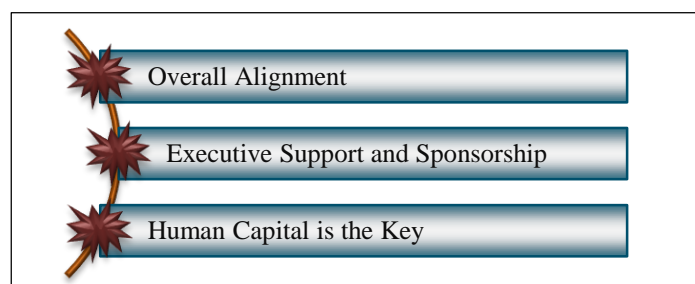 Overall Alignment
Executive Support and Sponsorship
Human Capital is the Key